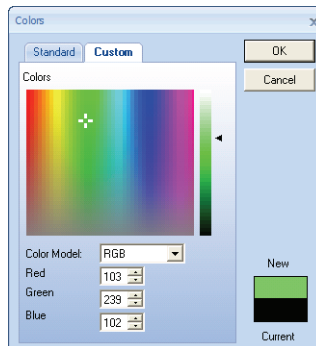 Colors
Standard Custom
OK
Cancel
Colors
Color Model: RGB
Red 103
Green 239
Blue 102
New
Current